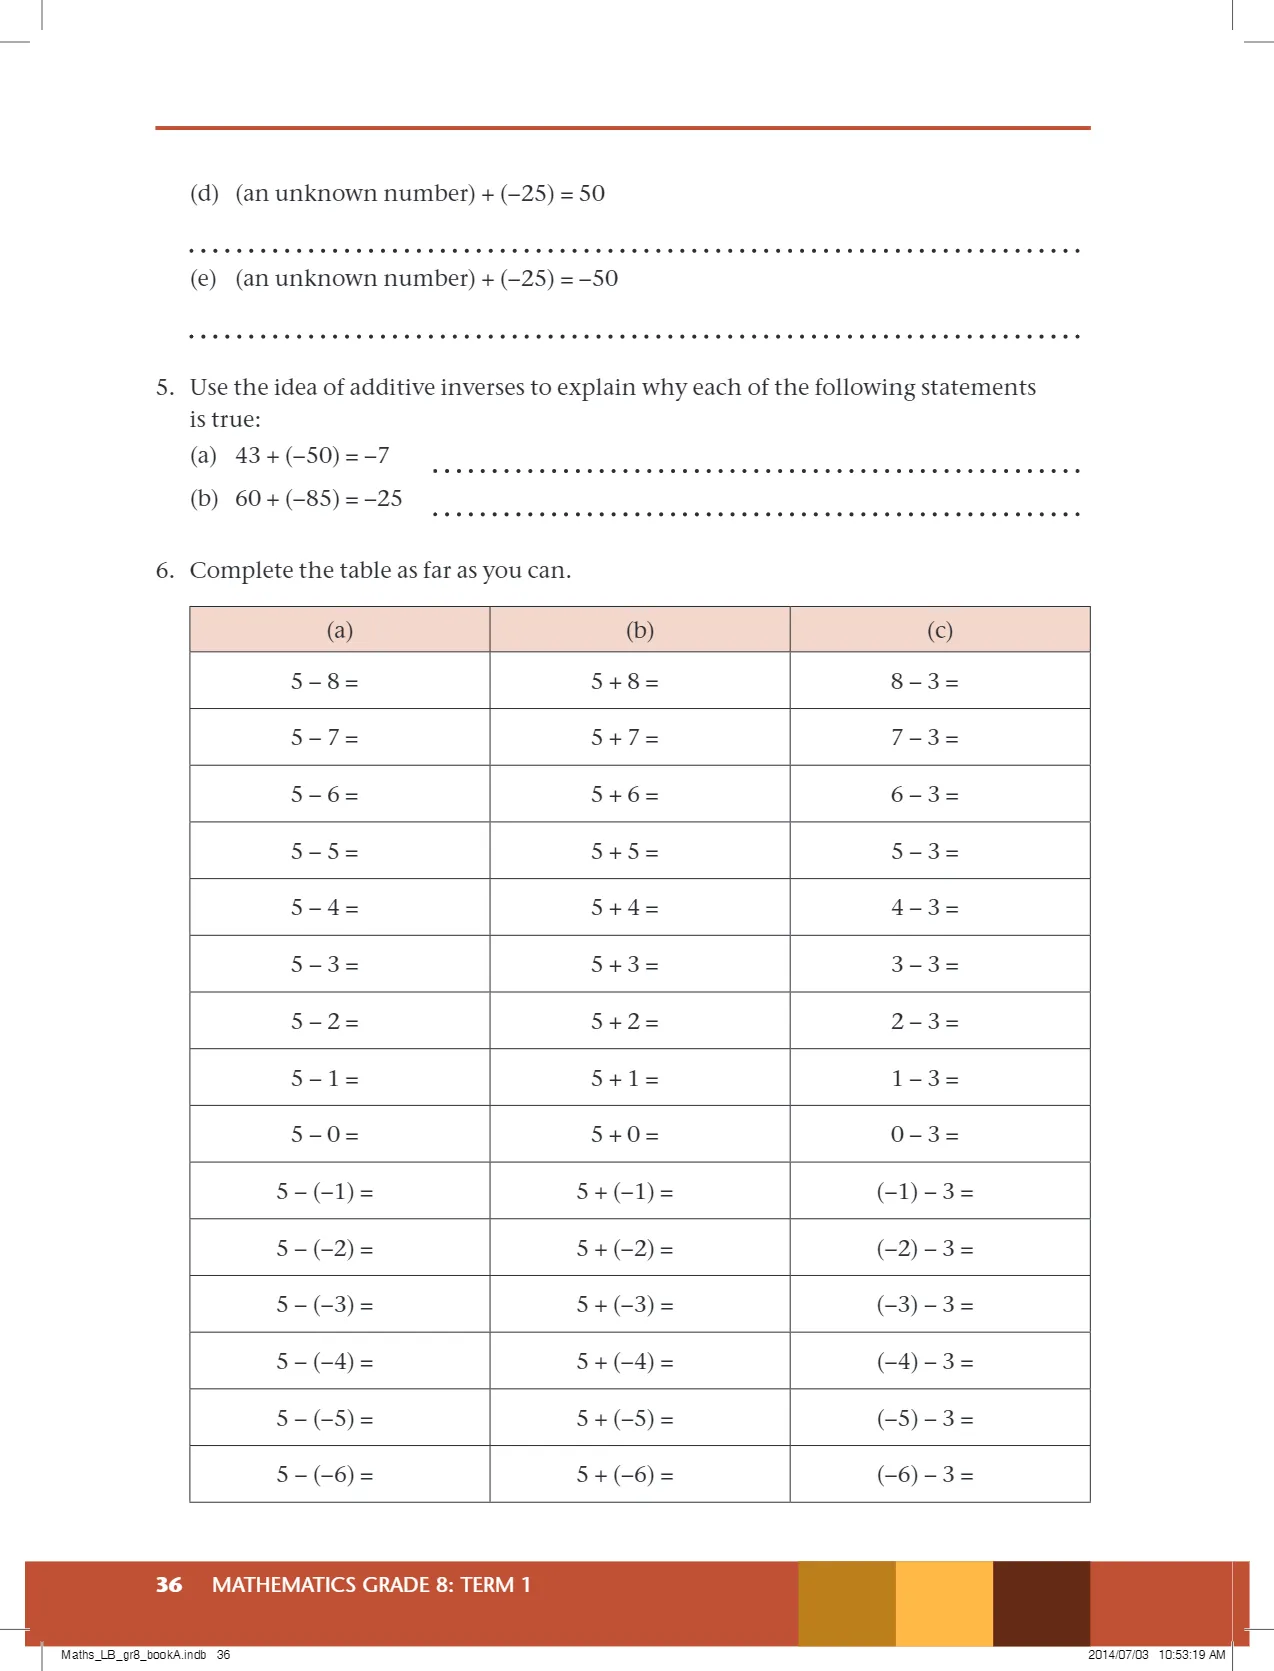 (d) (an unknown number) + (–25) = 50
(e) (an unknown number) + (–25) = –50
5. Use the idea of additive inverses to explain why each of the following statements
is true:
(a) 43 + (–50) = –7
(b) 60 + (–85) = –25
6. Complete the table as far as you can.
(a) (b) (c)
5 – 8 = 5 + 8 = 8 – 3 =
5 – 7 = 5 + 7 = 7 – 3 =
5 – 6 = 5 + 6 = 6 – 3 =
5 – 5 = 5 + 5 = 5 – 3 =
5 – 4 = 5 + 4 = 4 – 3 =
5 – 3 = 5 + 3 = 3 – 3 =
5 – 2 = 5 + 2 = 2 – 3 =
5 – 1 = 5 + 1 = 1 – 3 =
5 – 0 = 5 + 0 = 0 – 3 =
5 – (–1) = 5 + (–1) = (–1) – 3 =
5 – (–2) = 5 + (–2) = (–2) – 3 =
5 – (–3) = 5 + (–3) = (–3) – 3 =
5 – (–4) = 5 + (–4) = (–4) – 3 =
5 – (–5) = 5 + (–5) = (–5) – 3 =
5 – (–6) = 5 + (–6) = (–6) – 3 =
36 MATHEMATICS GRADE 8: TERM 1
Maths_LB_gr8_bookA.indb 36 2014/07/03 10:53:19 AM